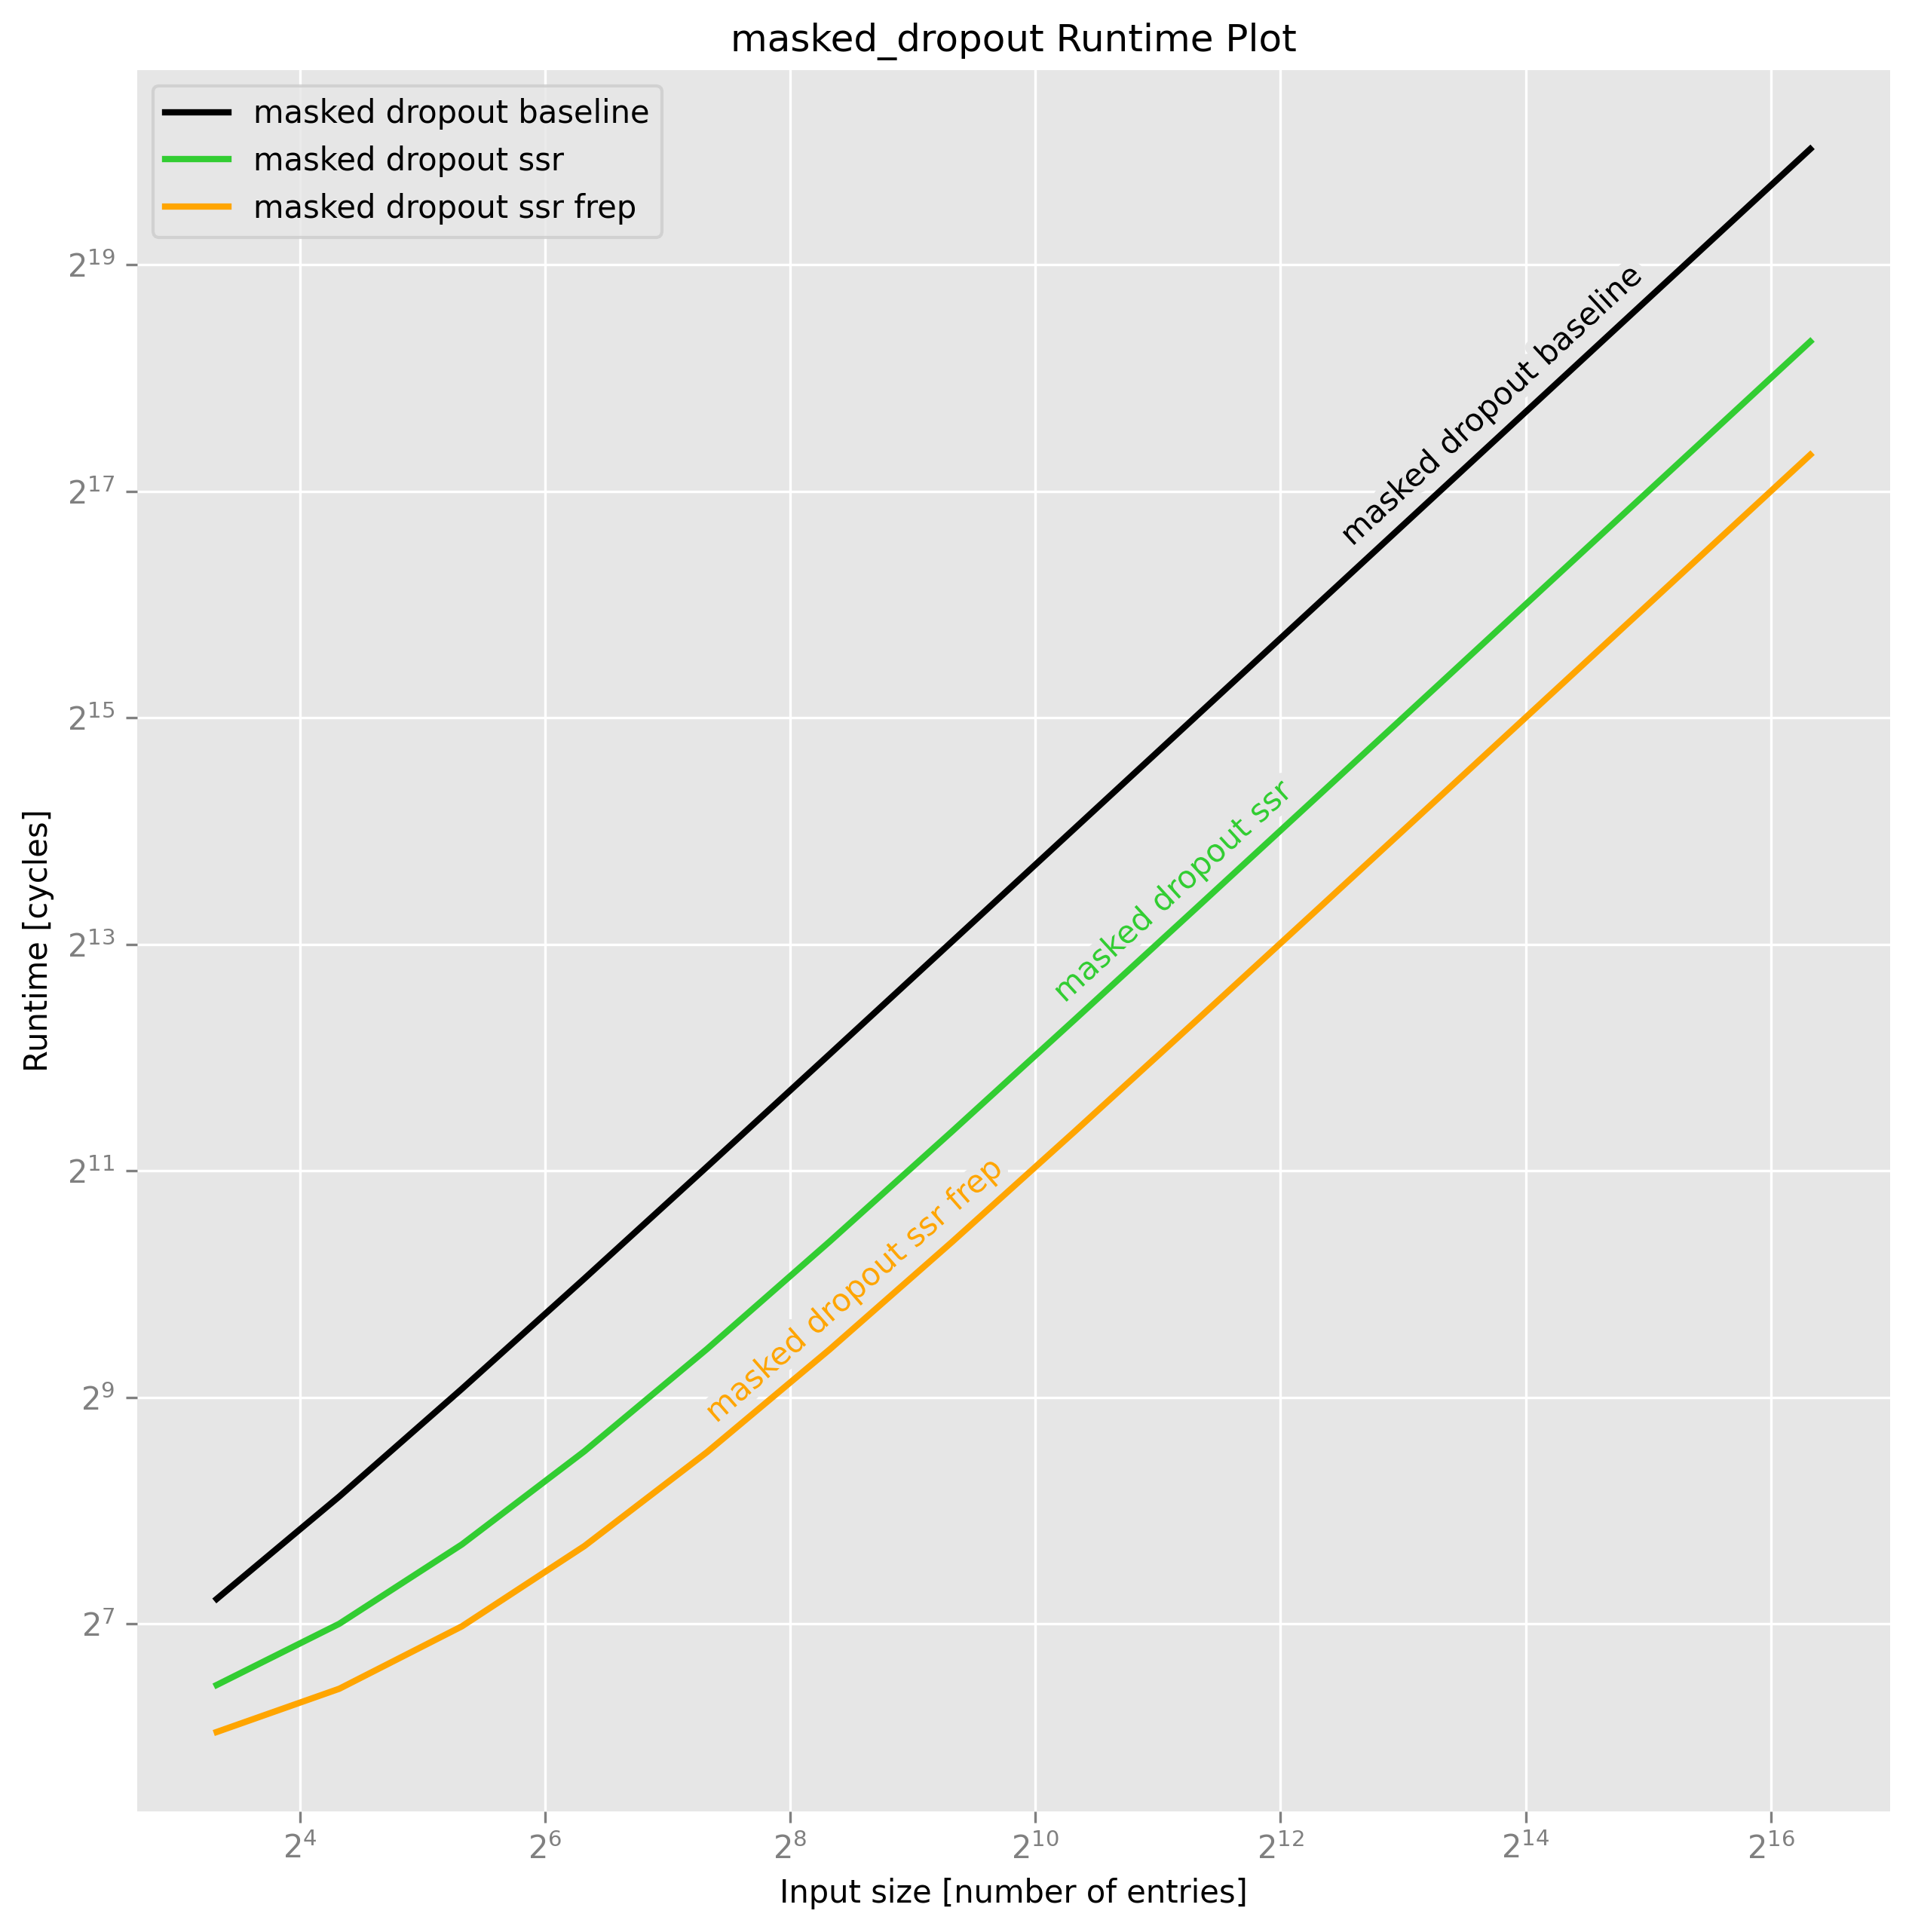 masked_dropout Runtime Plot
masked dropout baseline
masked dropout ssr
masked dropout ssr frep
2^19
2^17
2^15
2^13
2^11
2^9
2^7
Runtime [cycles]
masked dropout baseline
masked dropout ssr
masked dropout ssr frep
2^4 2^6 2^8 2^10 2^12 2^14 2^16
Input size [number of entries]